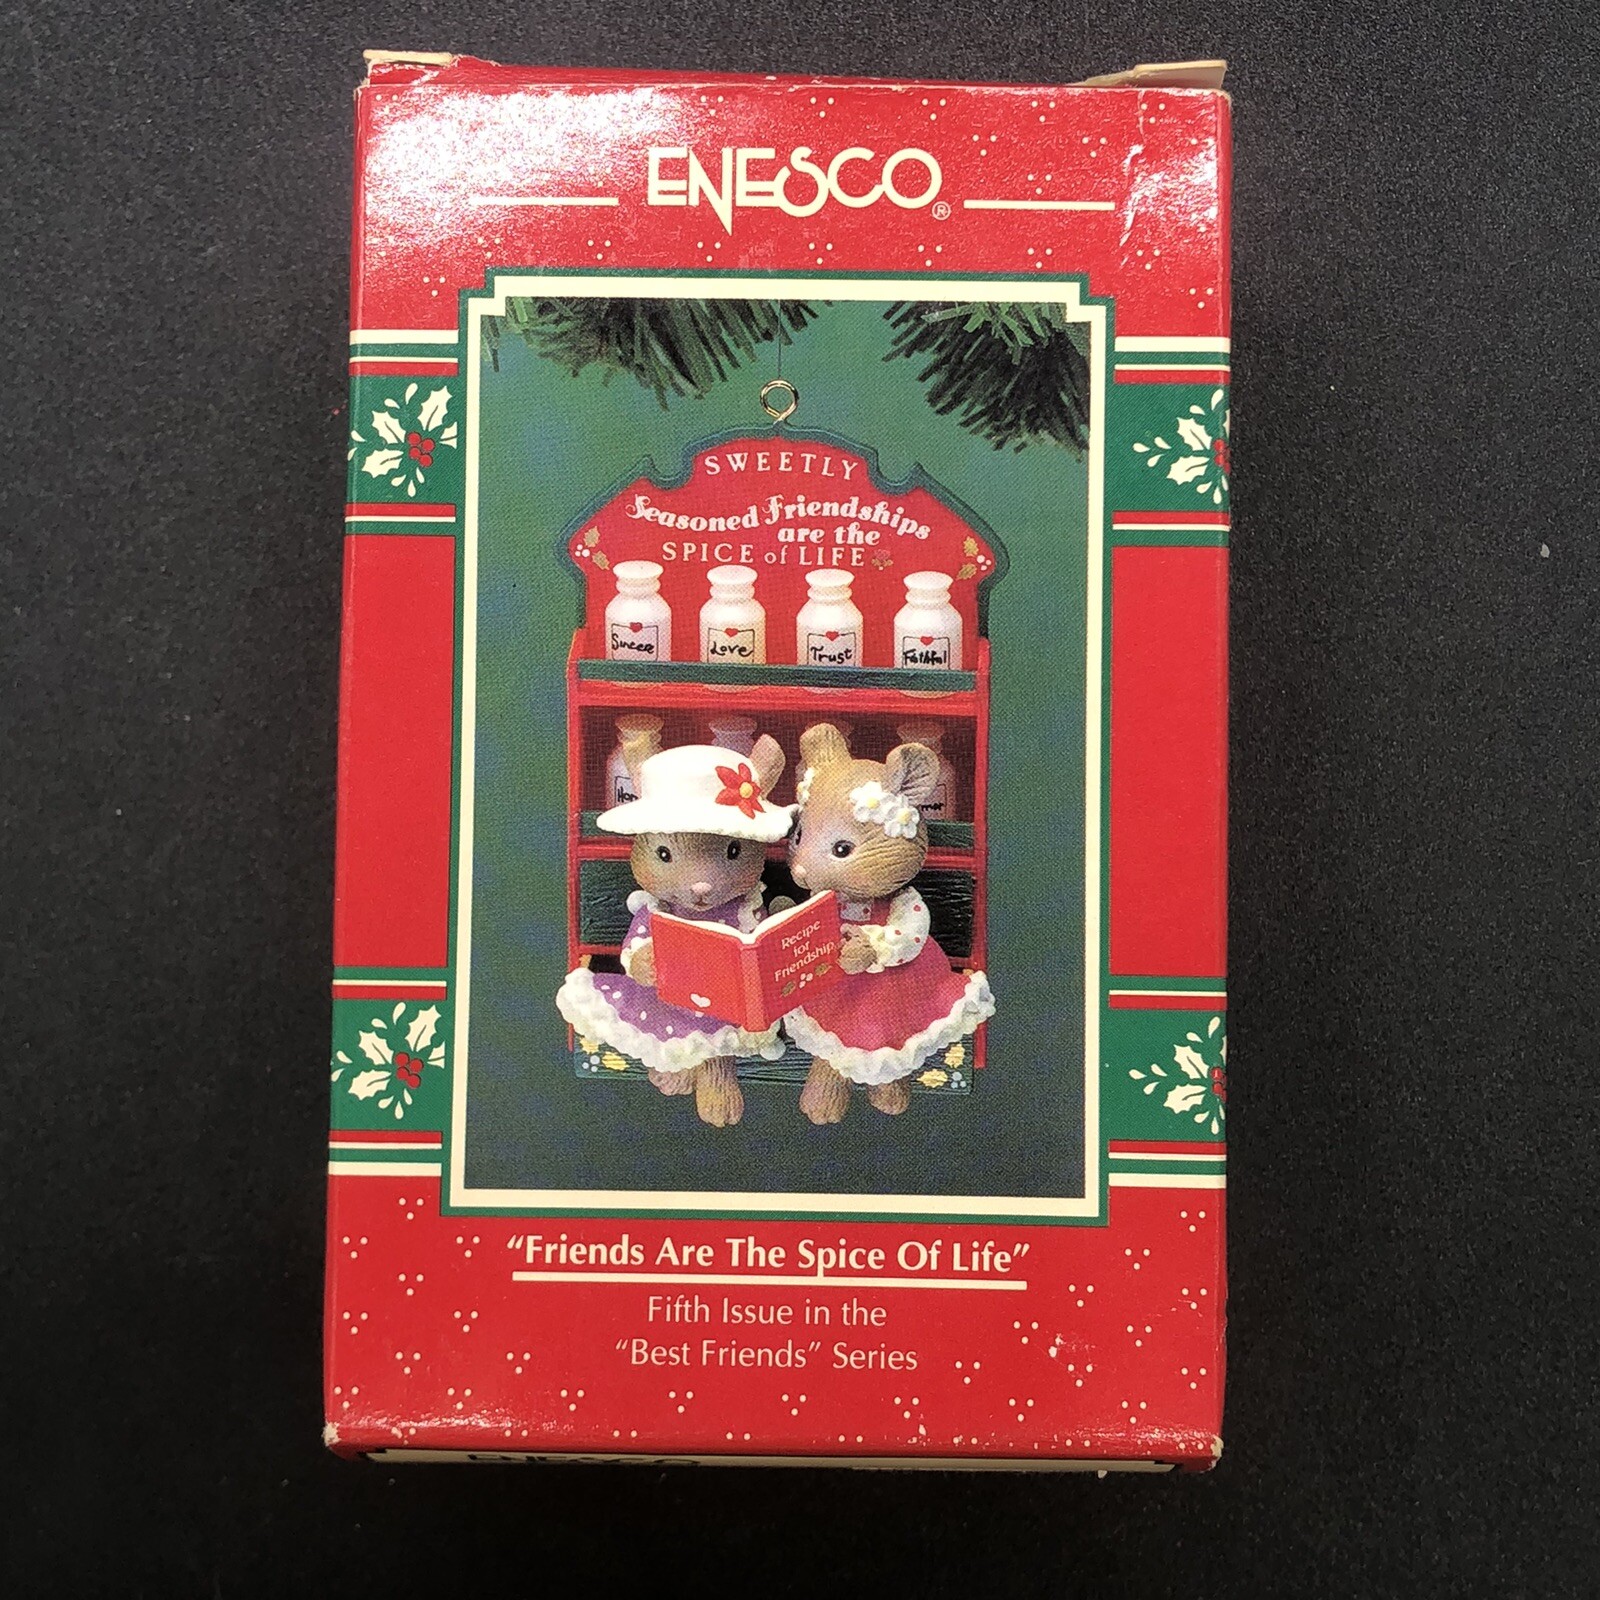 ENESCO®
SWEETLY
Seasoned Friendships
are the
SPICE of LIFE
Sincere
Love
Trust
Faithful
Recipe
for
Friendship
"Friends Are The Spice Of Life"
Fifth Issue in the
"Best Friends" Series
ENESCO